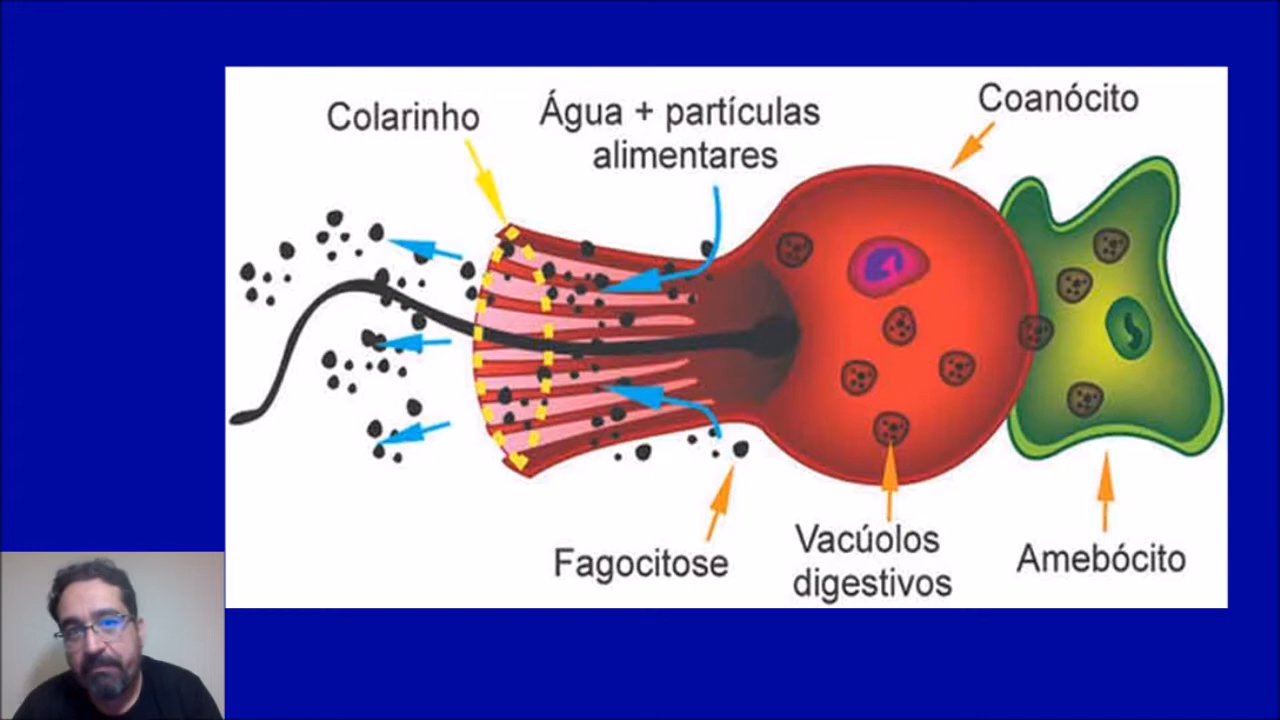 Colarinho
Água + partículas
alimentares
Coanócito
Fagocitose
Vacúolos
digestivos
Amebócito